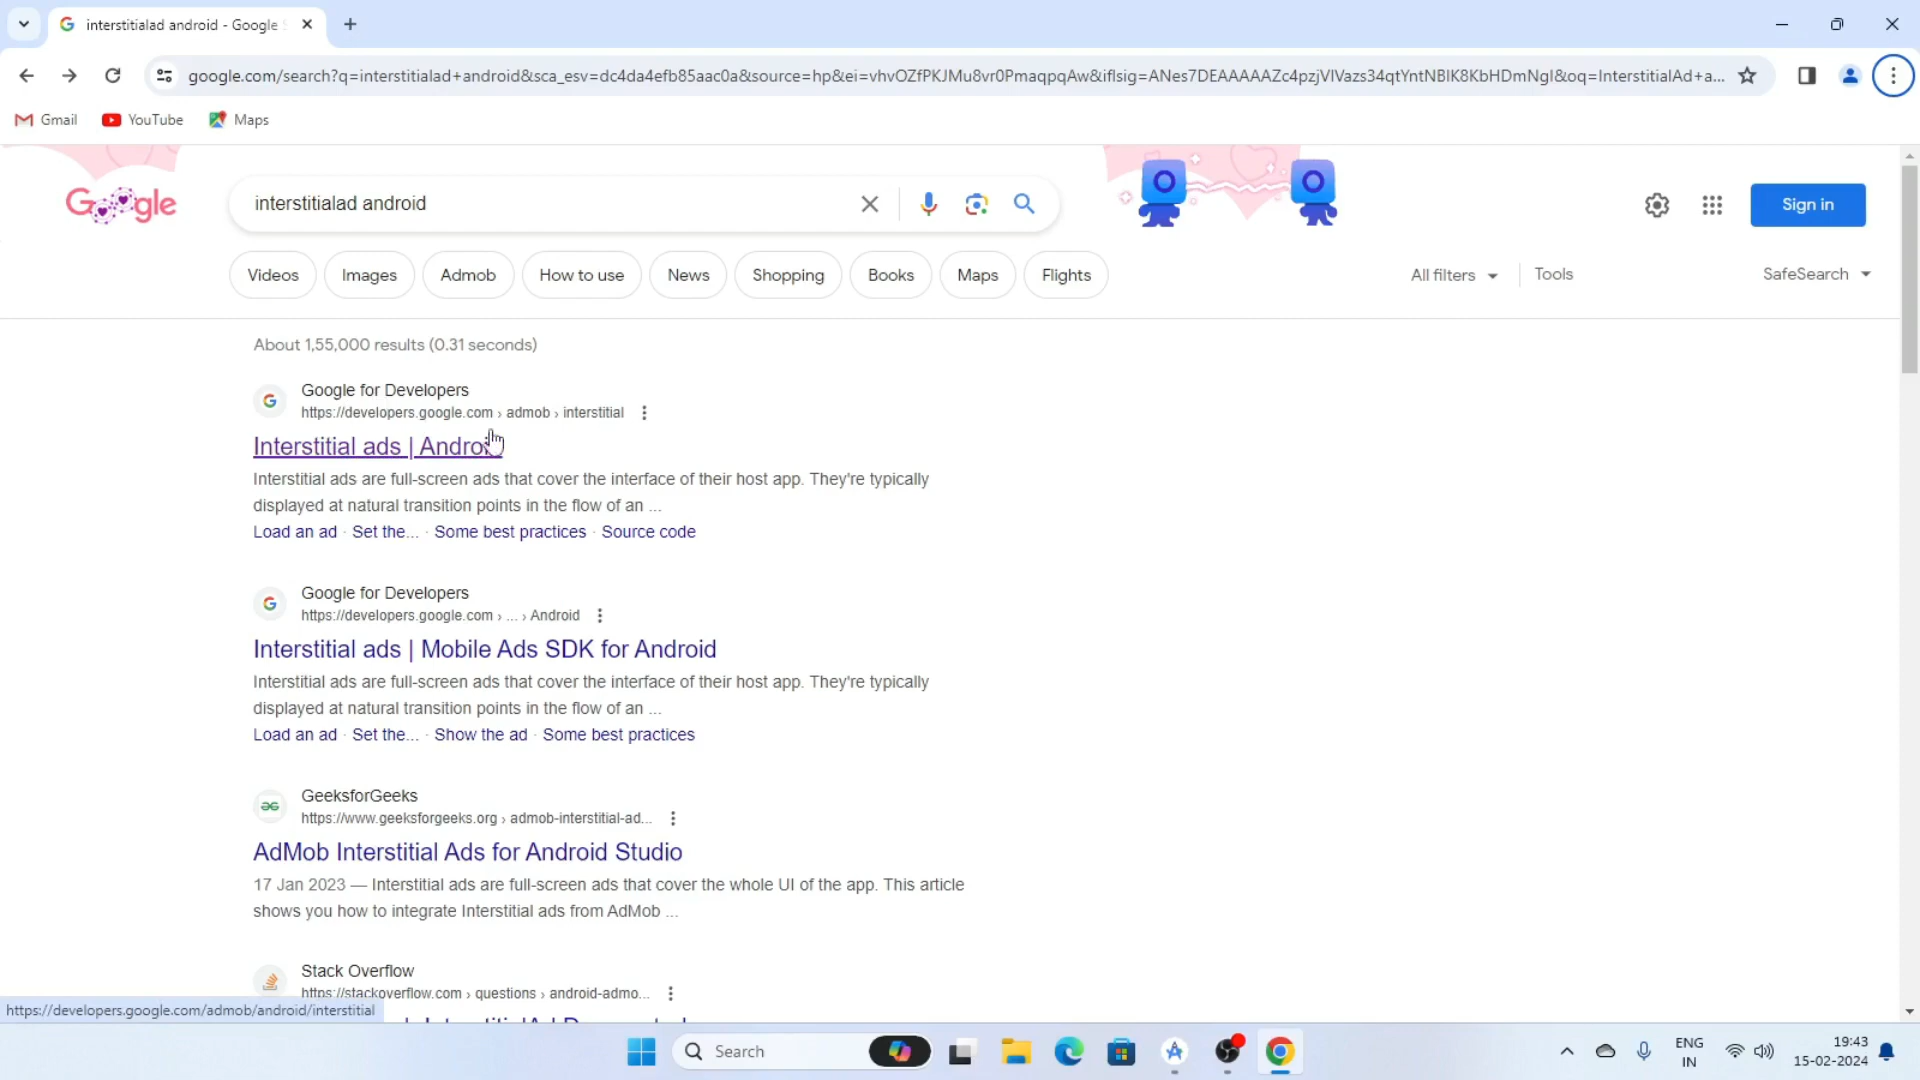 interstitialad android - Google
google.com/search?q=interstitialad+android&sca_esv=dc4da4efb85aac0a&source=hp&ei=vhvOZfPKJMu8vr0PmaqpqAw&iflsig=ANes7DEAAAAAZc4pzjVIVazs34qtYntNBIK8KbHDmNgI&oq=InterstitialAd+a...
Gmail YouTube Maps
Google
interstitialad android
Sign in
Videos Images Admob How to use News Shopping Books Maps Flights All filters Tools SafeSearch
About 1,55,000 results (0.31 seconds)
Google for Developers
https://developers.google.com › admob › interstitial
Interstitial ads | Android
Interstitial ads are full-screen ads that cover the interface of their host app. They're typically
displayed at natural transition points in the flow of an ...
Load an ad · Set the... · Some best practices · Source code
Google for Developers
https://developers.google.com › ... › Android
Interstitial ads | Mobile Ads SDK for Android
Interstitial ads are full-screen ads that cover the interface of their host app. They're typically
displayed at natural transition points in the flow of an ...
Load an ad · Set the... · Show the ad · Some best practices
GeeksforGeeks
https://www.geeksforgeeks.org › admob-interstitial-ad...
AdMob Interstitial Ads for Android Studio
17 Jan 2023 — Interstitial ads are full-screen ads that cover the whole UI of the app. This article
shows you how to integrate Interstitial ads from AdMob ...
Stack Overflow
https://stackoverflow.com › questions › android-admo...
https://developers.google.com/admob/android/interstitial
Search
ENG
IN
19:43
15-02-2024